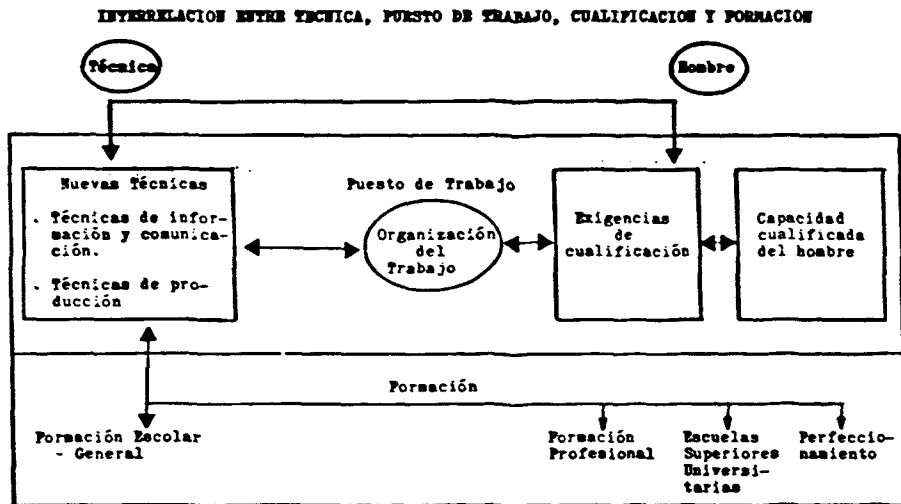 INTERRELACION ENTRE TECNICA, PUESTO DE TRABAJO, CUALIFICACION Y FORMACION
Técnica
Hombre
Nuevas Técnicas
. Técnicas de infor-
mación y comunica-
ción.
. Técnicas de pro-
ducción
Puesto de Trabajo
Organización
del
Trabajo
Exigencias
de
cualificación
Capacidad
cualificada
del hombre
Formación
Formación Escolar
- General
Formación
Profesional
Escuelas
Superiores
Universi-
tarias
Perfeccio-
namiento